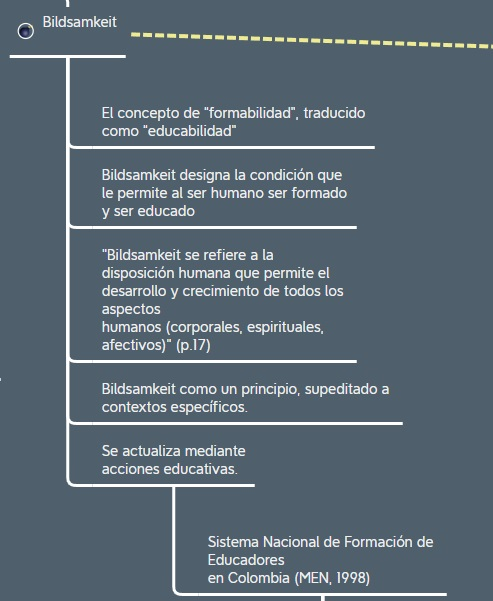 Bildsamkeit
El concepto de "formabilidad", traducido
como "educabilidad"
Bildsamkeit designa la condición que
le permite al ser humano ser formado
y ser educado
"Bildsamkeit se refiere a la
disposición humana que permite el
desarrollo y crecimiento de todos los
aspectos
humanos (corporales, espirituales,
afectivos)" (p.17)
Bildsamkeit como un principio, supeditado a
contextos específicos.
Se actualiza mediante
acciones educativas.
Sistema Nacional de Formación de
Educadores
en Colombia (MEN, 1998)